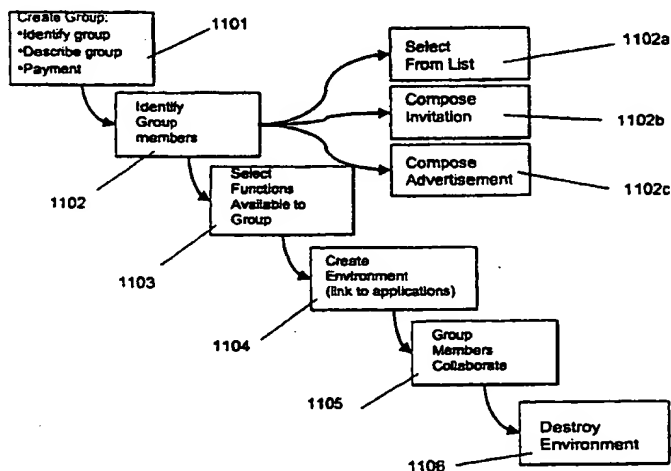 Create Group:
•Identify group
•Describe group
•Payment
1101
Select
From List
1102a
Identify
Group
members
1102
Compose
Invitation
1102b
Compose
Advertisement
1102c
Select
Functions
Available to
Group
1103
Create
Environment
(link to applications)
1104
Group
Members
Collaborate
1105
Destroy
Environment
1106